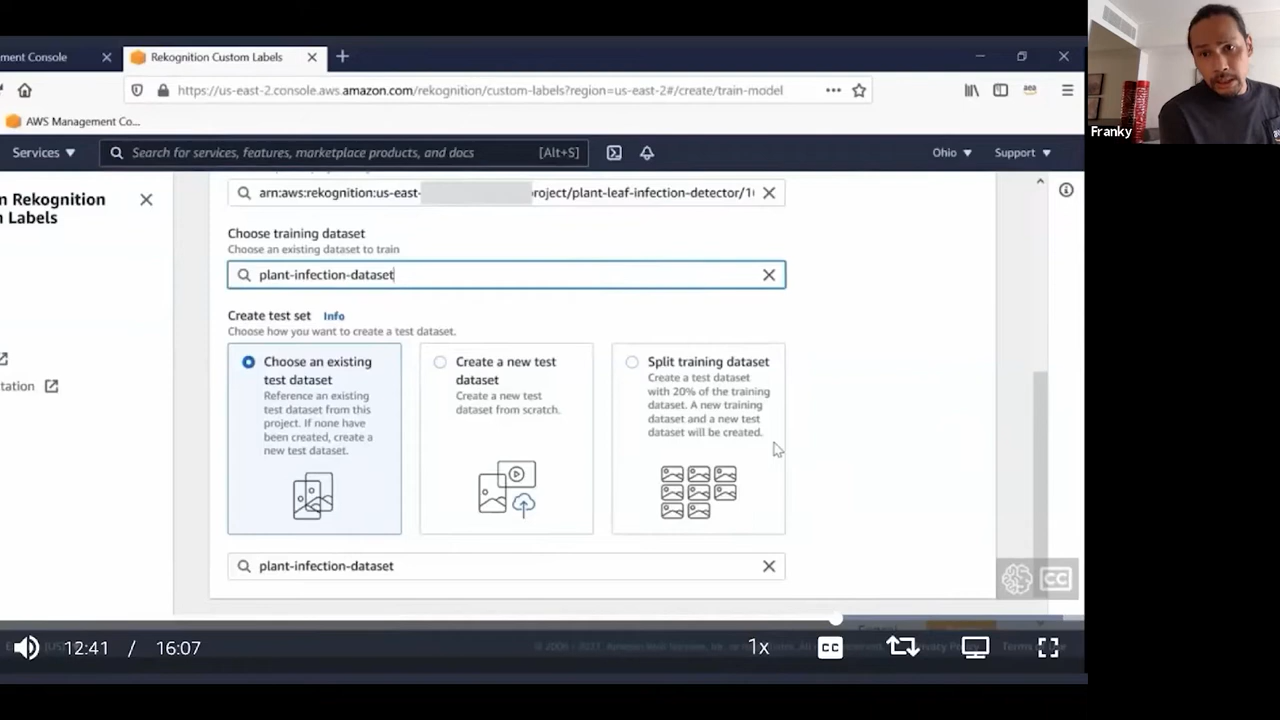 ment Console
Rekognition Custom Labels
https://us-east-2.console.aws.amazon.com/rekognition/custom-labels?region=us-east-2#/create/train-model
AWS Management Co...
aea
Services
Search for services, features, marketplace products, and docs
[Alt+S]
Ohio
Support
n Rekognition
n Labels
arn:aws:rekognition:us-east-
roject/plant-leaf-infection-detector/1
Choose training dataset
Choose an existing dataset to train
plant-infection-dataset
Create test set Info
Choose how you want to create a test dataset.
Choose an existing
test dataset
Reference an existing
test dataset from this
project. If none have
been created, create a
new test dataset.
Create a new test
dataset
Create a new test
dataset from scratch.
Split training dataset
Create a test dataset
with 20% of the training
dataset. A new training
dataset and a new test
dataset will be created.
tation
plant-infection-dataset
CC
12:41 / 16:07
1x
CC
Franky